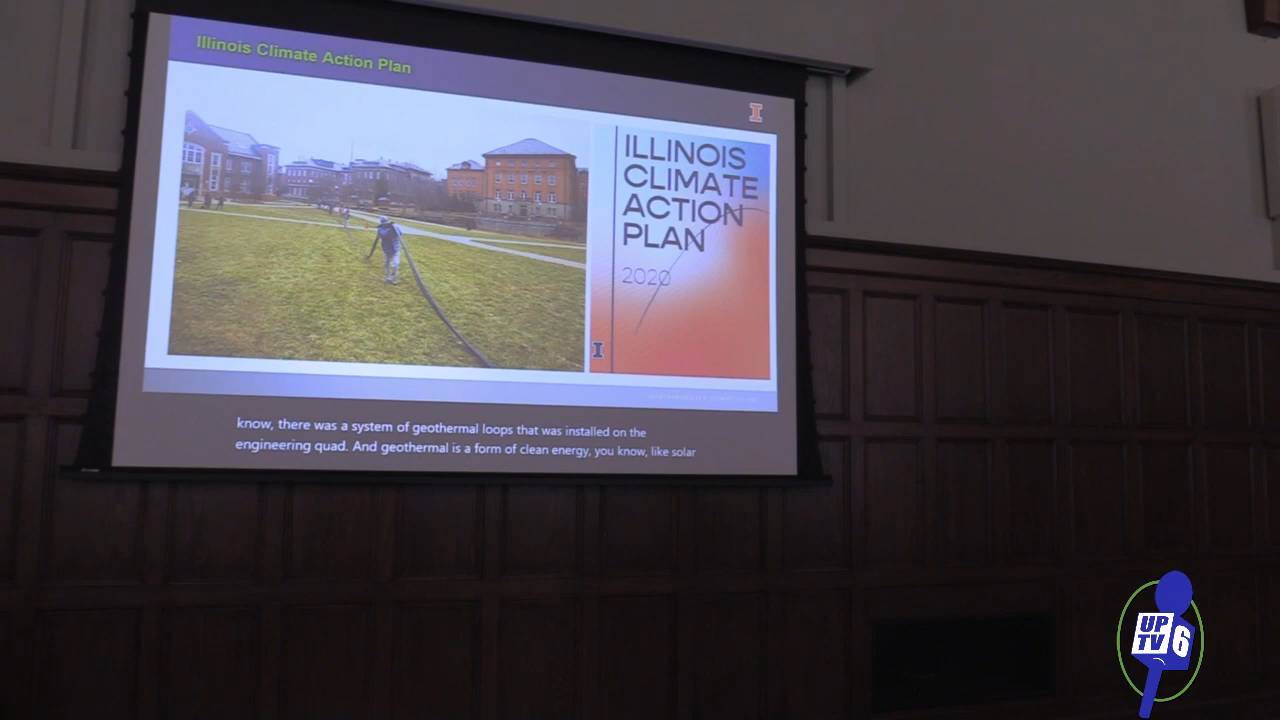 Illinois Climate Action Plan
I
ILLINOIS
CLIMATE
ACTION
PLAN
2020
I
know, there was a system of geothermal loops that was installed on the
engineering quad. And geothermal is a form of clean energy, you know, like solar
UP
TV 6